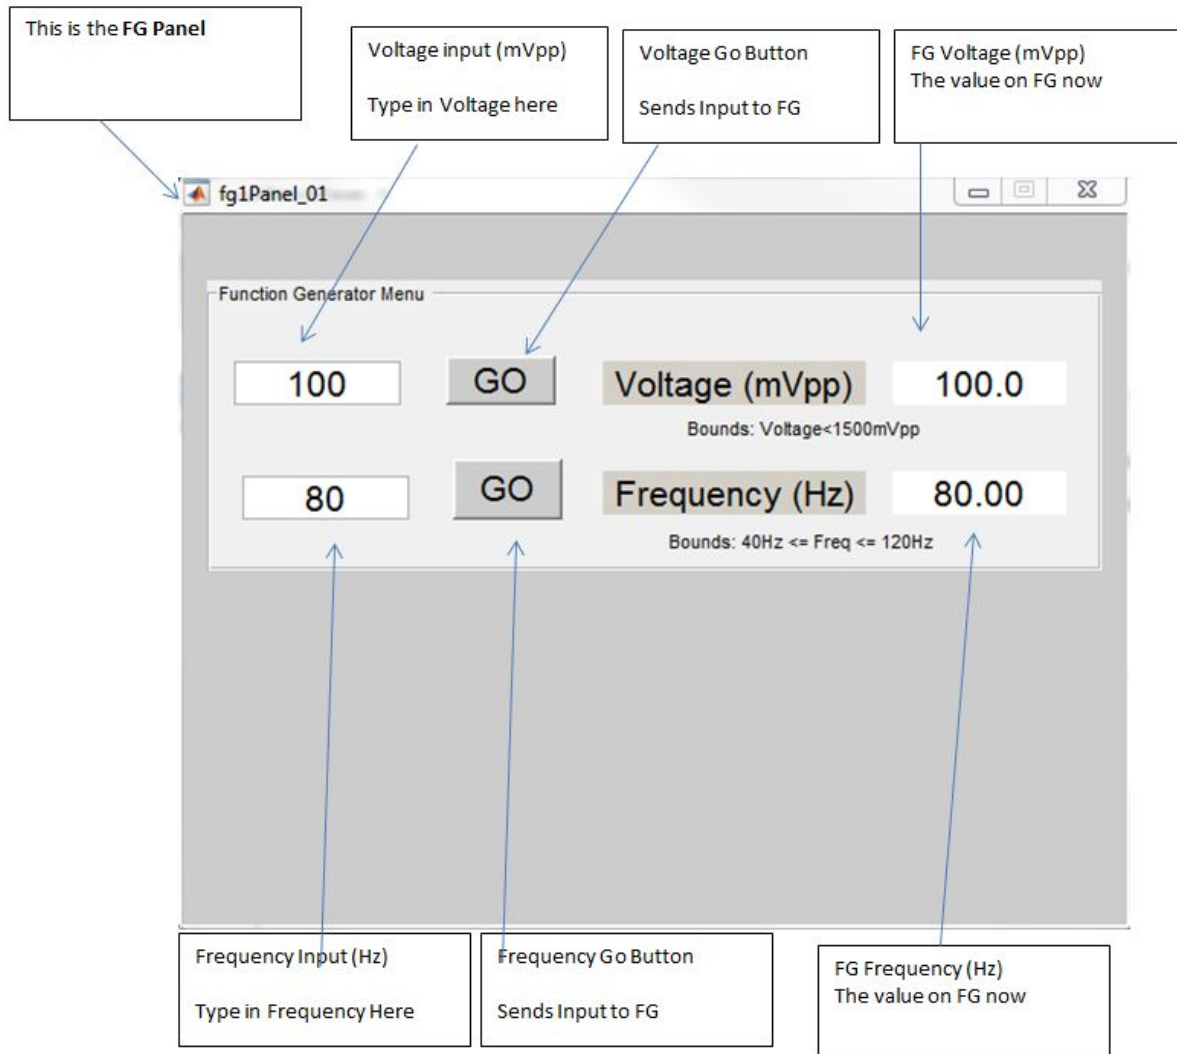 This is the FG Panel
Voltage input (mVpp)
Type in Voltage here
Voltage Go Button
Sends Input to FG
FG Voltage (mVpp)
The value on FG now
fg1Panel_01
Function Generator Menu
100
GO
Voltage (mVpp)
100.0
Bounds: Voltage<1500mVpp
80
GO
Frequency (Hz)
80.00
Bounds: 40Hz <= Freq <= 120Hz
Frequency Input (Hz)
Type in Frequency Here
Frequency Go Button
Sends Input to FG
FG Frequency (Hz)
The value on FG now